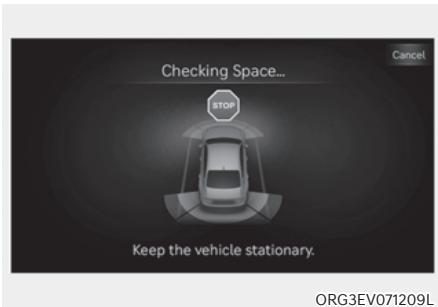 Cancel
Checking Space...
STOP
Keep the vehicle stationary.
ORG3EV071209L